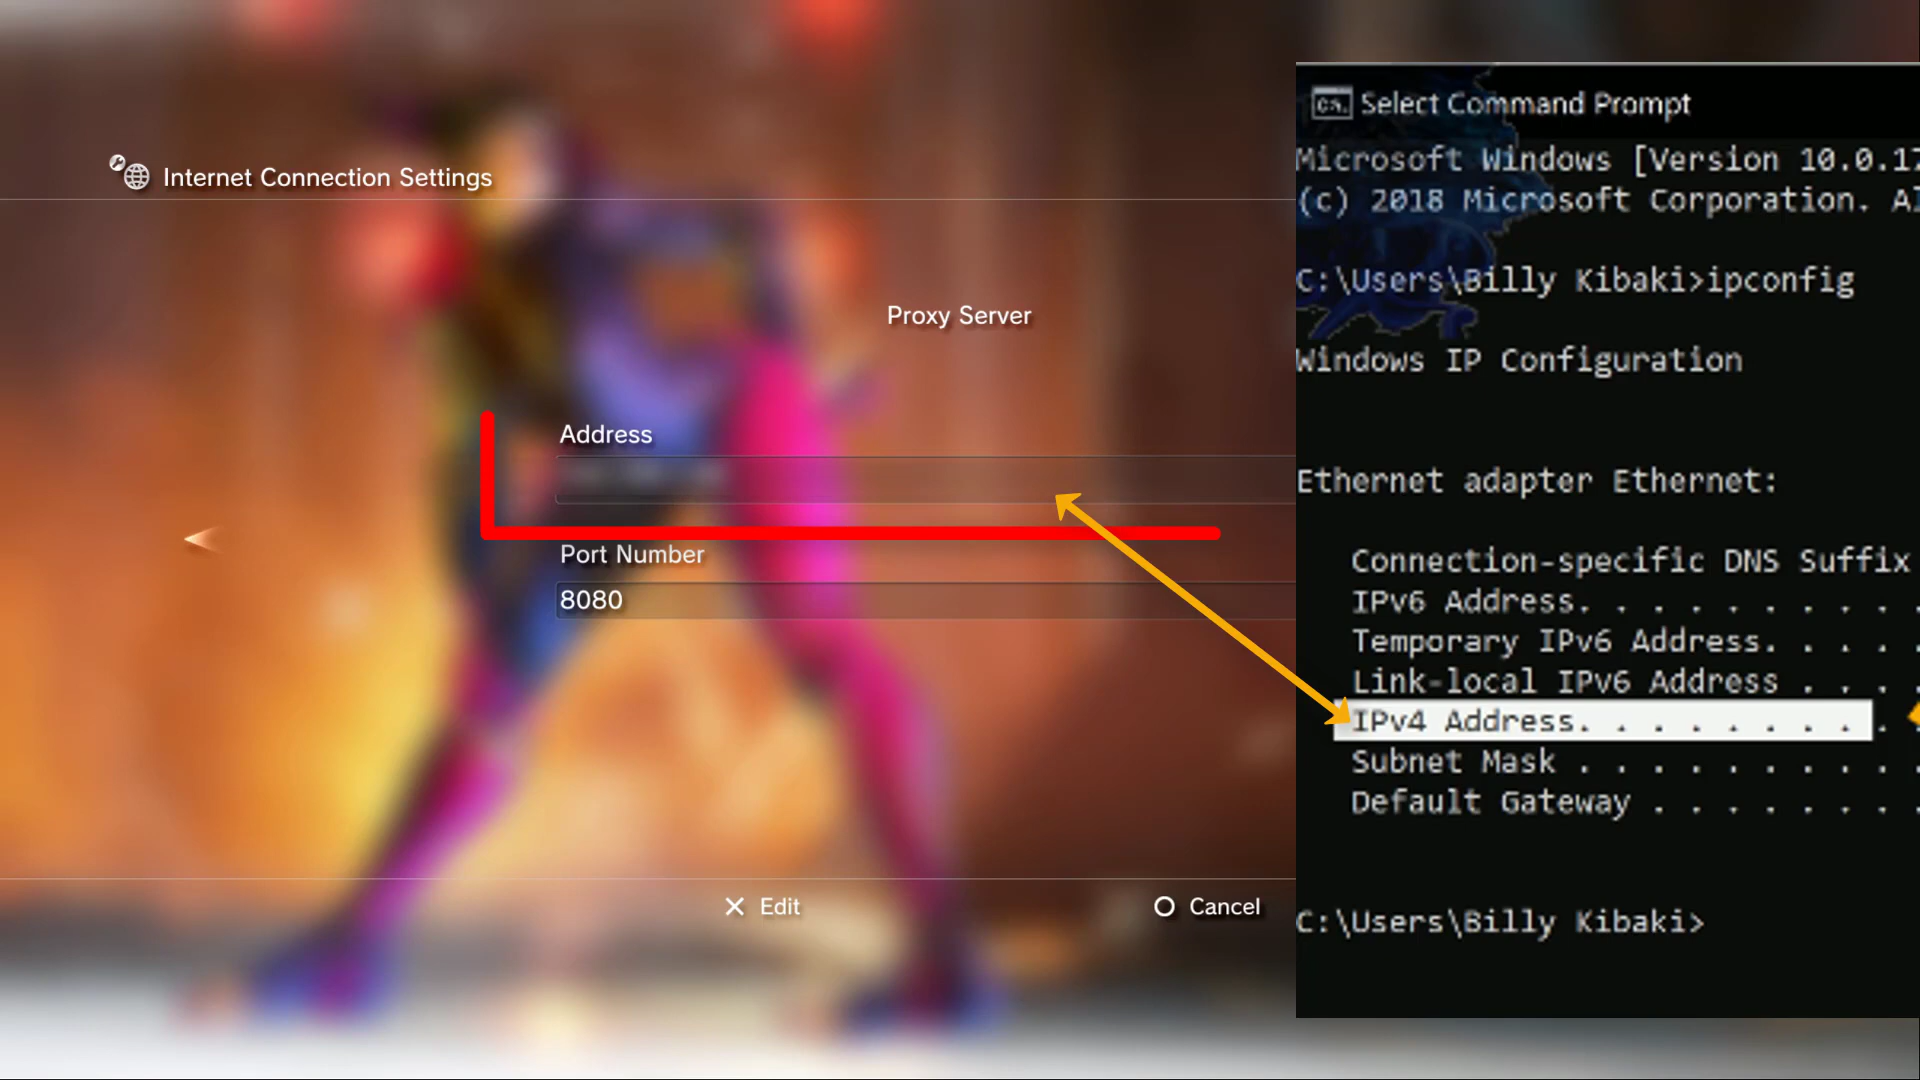 Internet Connection Settings
Proxy Server
Address
Port Number
8080
Edit
Cancel
Select Command Prompt
Microsoft Windows [Version 10.0.17
(c) 2018 Microsoft Corporation. Al
C:\Users\Billy Kibaki>ipconfig
Windows IP Configuration
Ethernet adapter Ethernet:
Connection-specific DNS Suffix
IPv6 Address. . . . . . . . . .
Temporary IPv6 Address. . . . .
Link-local IPv6 Address . . . .
IPv4 Address. . . . . . . . .
Subnet Mask . . . . . . . . . .
Default Gateway . . . . . . . .
C:\Users\Billy Kibaki>